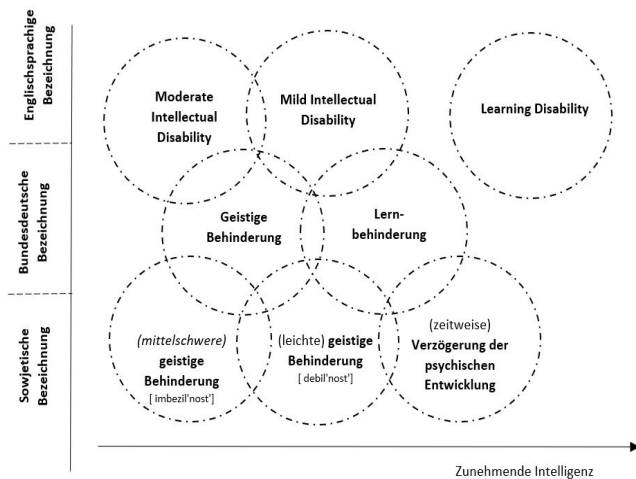 Englischsprachige
Bezeichnung
Moderate
Intellectual
Disability
Mild Intellectual
Disability
Learning Disability
Bundesdeutsche
Bezeichnung
Geistige
Behinderung
Lern-
behinderung
Sowjetische
Bezeichnung
(mittelschwere)
geistige
Behinderung
[ imbezil'nost']
(leichte) geistige
Behinderung
[ debil'nost']
(zeitweise)
Verzögerung der
psychischen
Entwicklung
Zunehmende Intelligenz